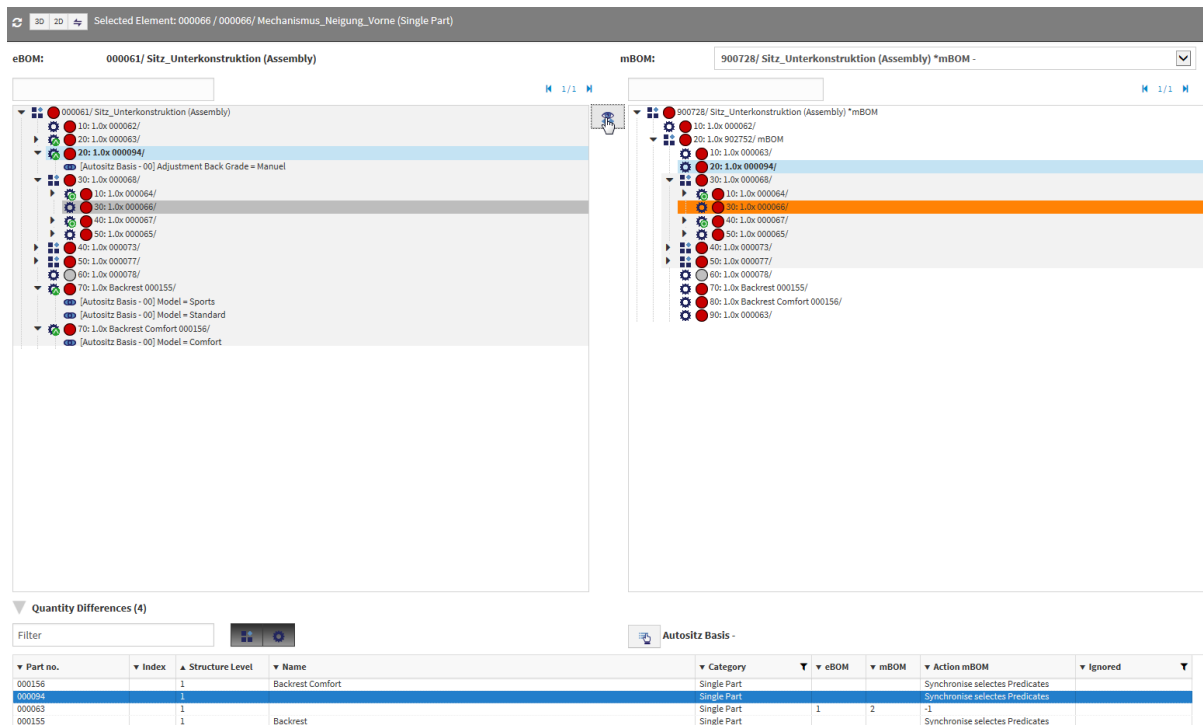 3D 2D Selected Element: 000066 / 000066/ Mechanismus_Neigung_Vorne (Single Part)
eBOM: 000061/ Sitz_Unterkonstruktion (Assembly)
mBOM: 900728/ Sitz_Unterkonstruktion (Assembly) *mBOM -
1/1
1/1
000061/ Sitz_Unterkonstruktion (Assembly)
10: 1.0x 000062/
20: 1.0x 000063/
20: 1.0x 000094/
[Autositz Basis - 00] Adjustment Back Grade = Manuel
30: 1.0x 000068/
10: 1.0x 000064/
30: 1.0x 000066/
40: 1.0x 000067/
50: 1.0x 000065/
40: 1.0x 000073/
50: 1.0x 000077/
60: 1.0x 000078/
70: 1.0x Backrest 000155/
[Autositz Basis - 00] Model = Sports
[Autositz Basis - 00] Model = Standard
70: 1.0x Backrest Comfort 000156/
[Autositz Basis - 00] Model = Comfort
900728/ Sitz_Unterkonstruktion (Assembly) *mBOM
10: 1.0x 000062/
20: 1.0x 902752/ mBOM
10: 1.0x 000063/
20: 1.0x 000094/
30: 1.0x 000068/
10: 1.0x 000064/
30: 1.0x 000066/
40: 1.0x 000067/
50: 1.0x 000065/
40: 1.0x 000073/
50: 1.0x 000077/
60: 1.0x 000078/
70: 1.0x Backrest 000155/
80: 1.0x Backrest Comfort 000156/
90: 1.0x 000063/
Quantity Differences (4)
Filter
Autositz Basis -
Part no. Index Structure Level Name Category eBOM mBOM Action mBOM Ignored
000156 1 Backrest Comfort Single Part Synchronise selectes Predicates
000094 1 Single Part Synchronise selectes Predicates
000063 1 Single Part 1 2 -1
000155 1 Backrest Single Part Synchronise selectes Predicates